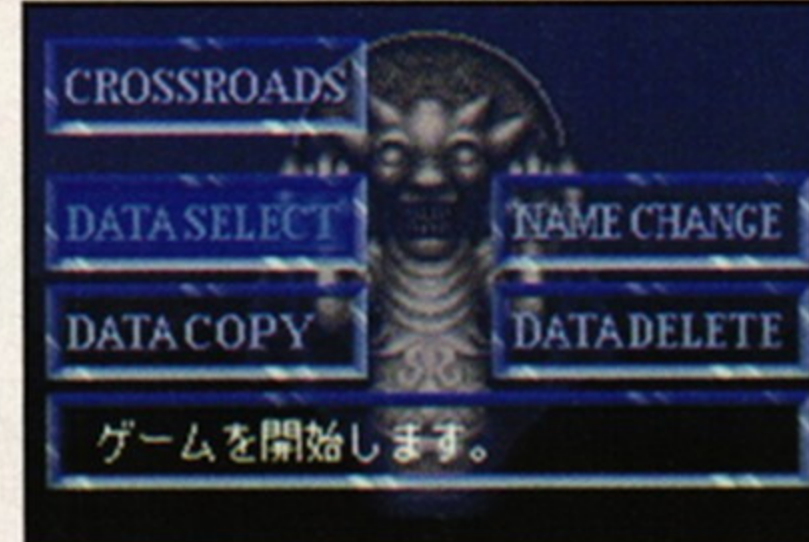 CROSSROADS
DATA SELECT
NAME CHANGE
DATA COPY
DATA DELETE
ゲームを開始します。